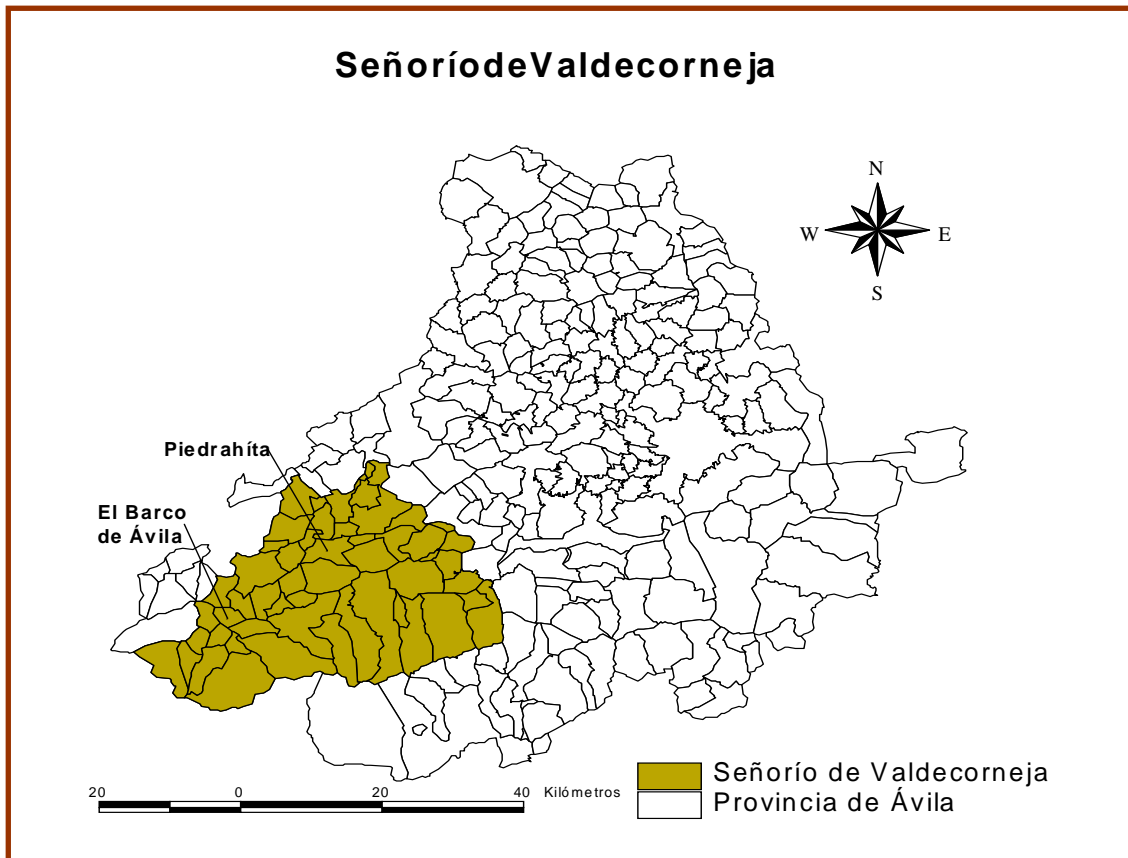 SeñoríodeValdecorneja
N
W E
S
Piedrahíta
El Barco
de Ávila
Señorío de Valdecorneja
Provincia de Ávila
20 0 20 40 Kilómetros